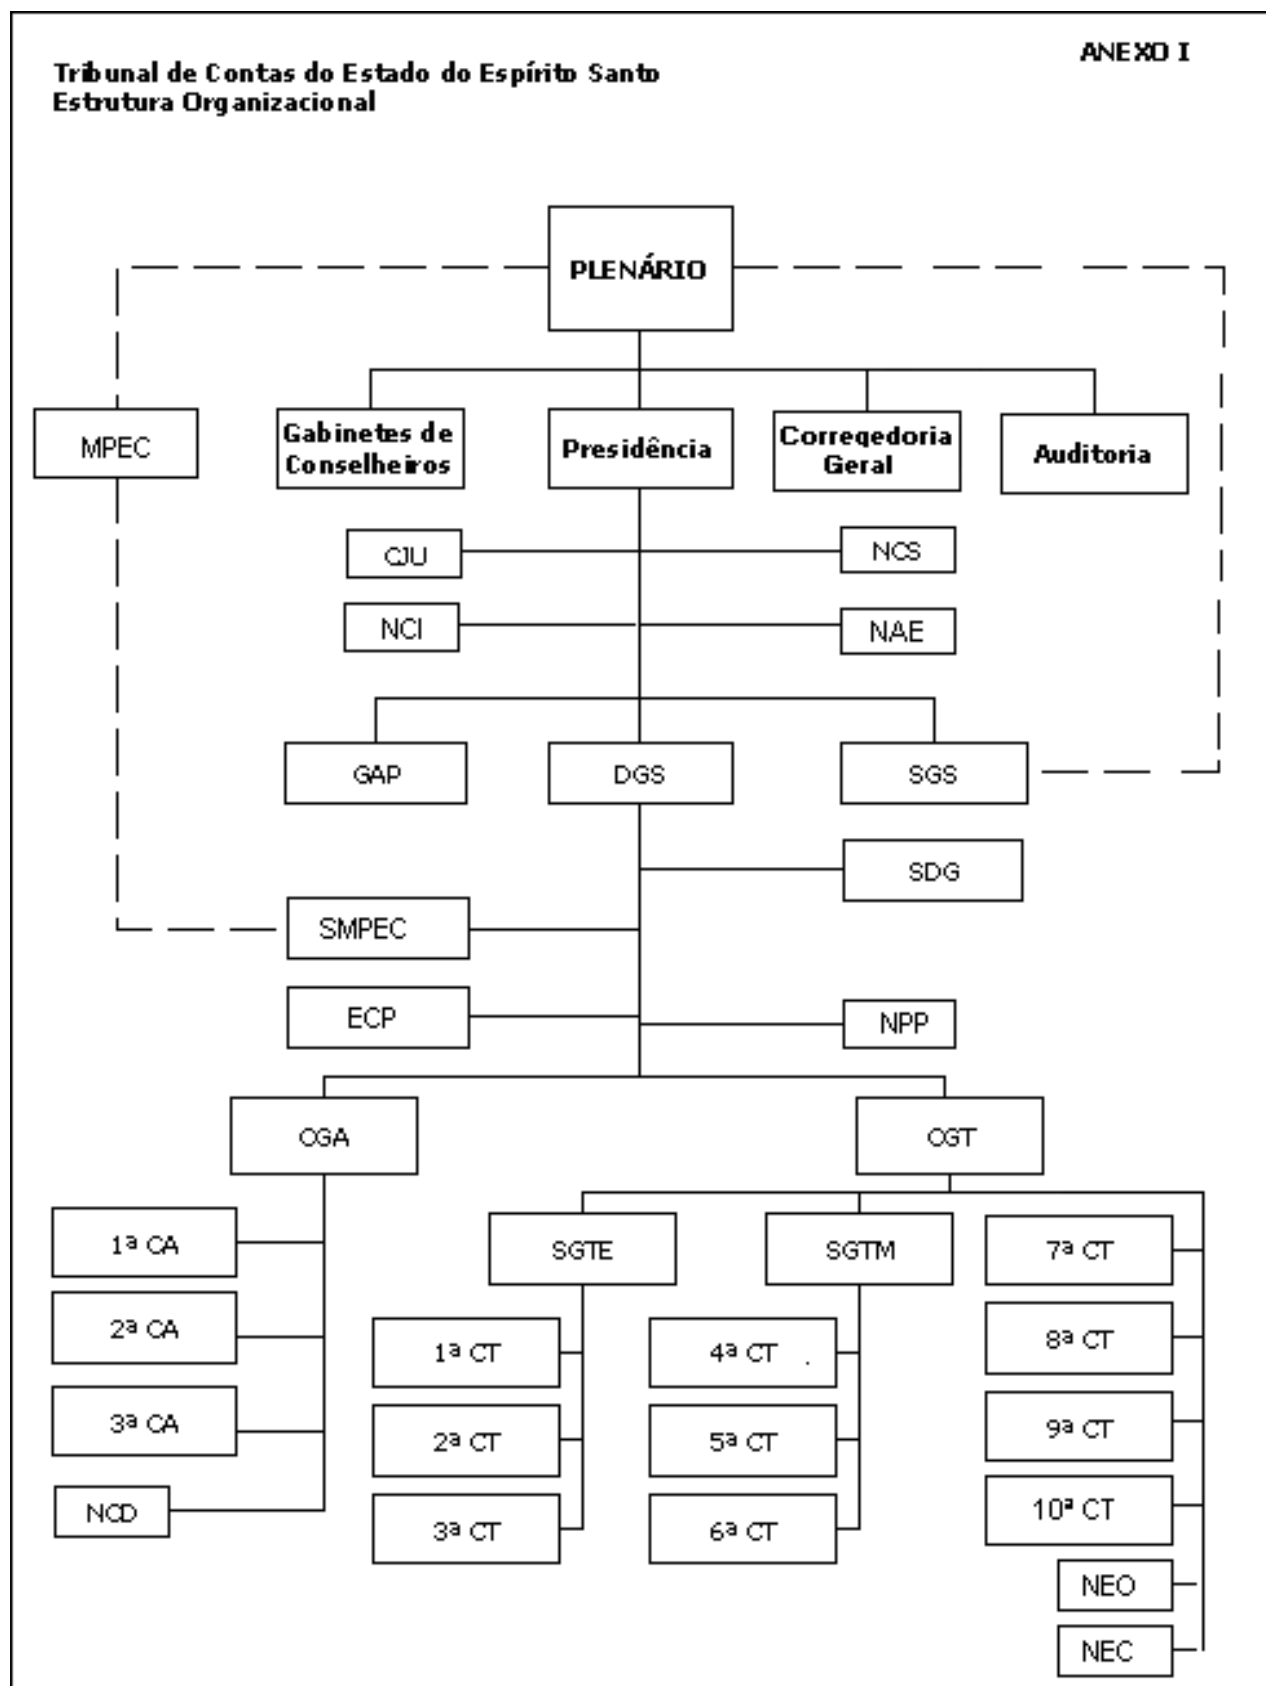 ANEXO I
Tribunal de Contas do Estado do Espírito Santo
Estrutura Organizacional
PLENÁRIO
MPEC
Gabinetes de
Conselheiros
Presidência
Corregedoria
Geral
Auditoria
CJU
NCS
NCI
NAE
GAP
DGS
SGS
SDG
SMPEC
ECP
NPP
CGA
CGT
1ª CA
2ª CA
3ª CA
NCD
SGTE
SGTM
1ª CT
2ª CT
3ª CT
4ª CT
5ª CT
6ª CT
7ª CT
8ª CT
9ª CT
10ª CT
NEO
NEC